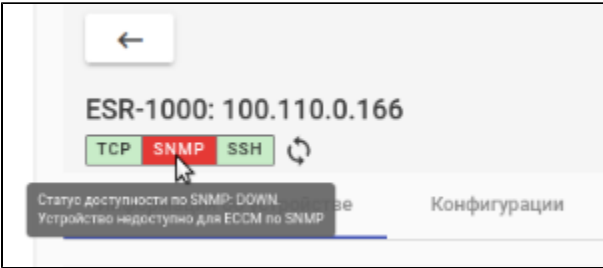 ESR-1000: 100.110.0.166
TCP SNMP SSH
Статус доступности по SNMP: DOWN.
Устройство недоступно для ECCM по SNMP
Конфигурации